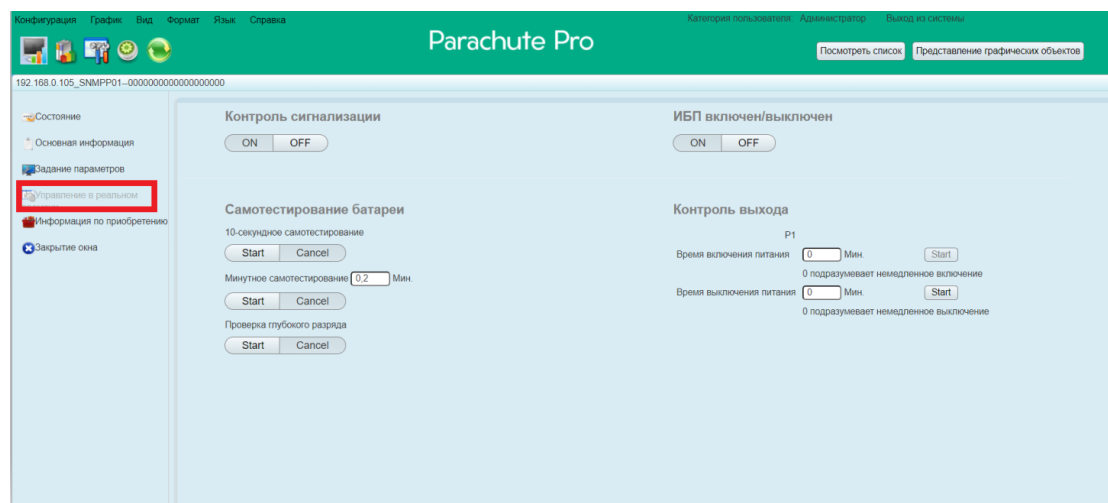 Конфигурация График Вид Формат Язык Справка
Категория пользователя: Администратор Выход из системы
Parachute Pro
Посмотреть список Представление графических объектов
192.168.0.105_SNMPP01--0000000000000000000
Состояние
Основная информация
Задание параметров
Управление в реальном
Информация по приобретению
Закрытие окна
Контроль сигнализации
ON OFF
ИБП включен/выключен
ON OFF
Самотестирование батареи
10-секундное самотестирование
Start Cancel
Минутное самотестирование 0,2 Мин.
Start Cancel
Проверка глубокого разряда
Start Cancel
Контроль выхода
P1
Время включения питания 0 Мин. Start
0 подразумевает немедленное включение
Время выключения питания 0 Мин. Start
0 подразумевает немедленное выключение